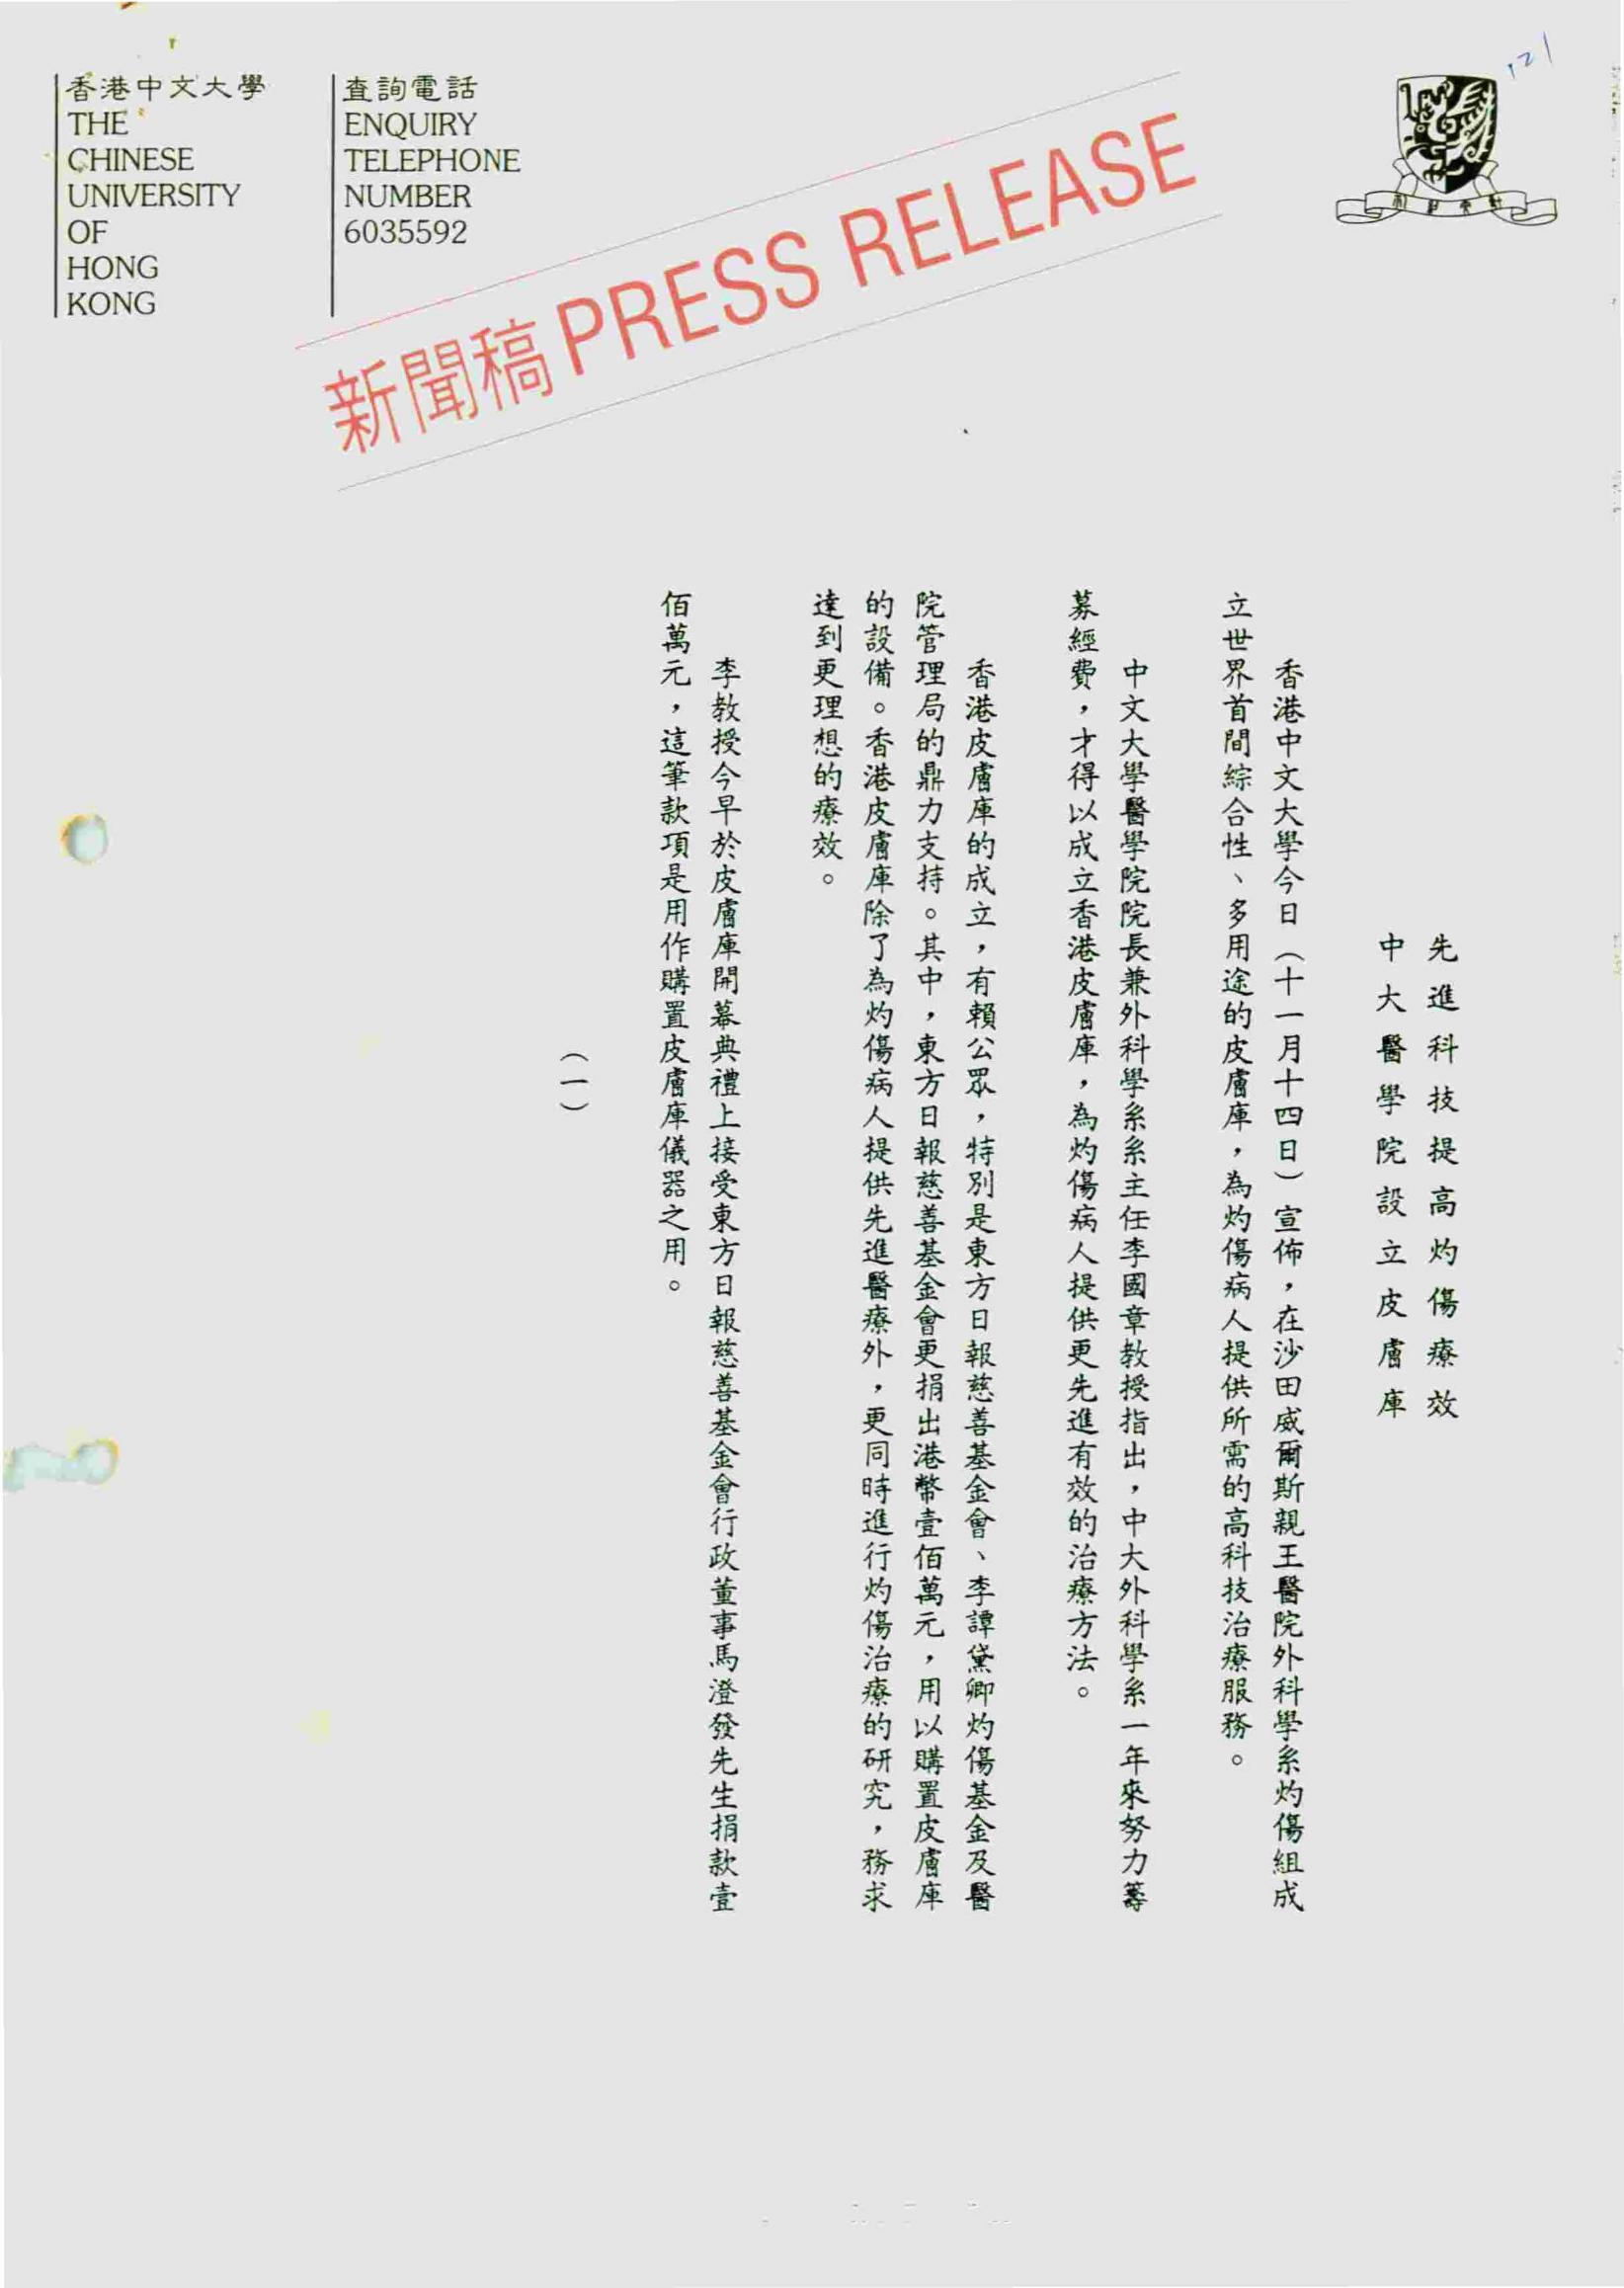 香港中文大學
THE
CHINESE
UNIVERSITY
OF
HONG
KONG
查詢電話
ENQUIRY
TELEPHONE
NUMBER
6035592
121
新聞稿 PRESS RELEASE
先進科技提高灼傷療效
中大醫學院設立皮膚庫
香港中文大學今日（十一月十四日）宣佈，在沙田威爾斯親王醫院外科學系灼傷組成
立世界首間綜合性、多用途的皮膚庫，為灼傷病人提供所需的高科技治療服務。
中文大學醫學院院長兼外科學系系主任李國章教授指出，中大外科學系一年來努力籌
募經費，才得以成立香港皮膚庫，為灼傷病人提供更先進有效的治療方法。
香港皮膚庫的成立，有賴公眾，特別是東方日報慈善基金會、李譚黛卿灼傷基金及醫
院管理局的鼎力支持。其中，東方日報慈善基金會更捐出港幣壹佰萬元，用以購置皮膚庫
的設備。香港皮膚庫除了為灼傷病人提供先進醫療外，更同時進行灼傷治療的研究，務求
達到更理想的療效。
李教授今早於皮膚庫開幕典禮上接受東方日報慈善基金會行政董事馬澄發先生捐款壹
佰萬元，這筆款項是用作購置皮膚庫儀器之用。
（一）